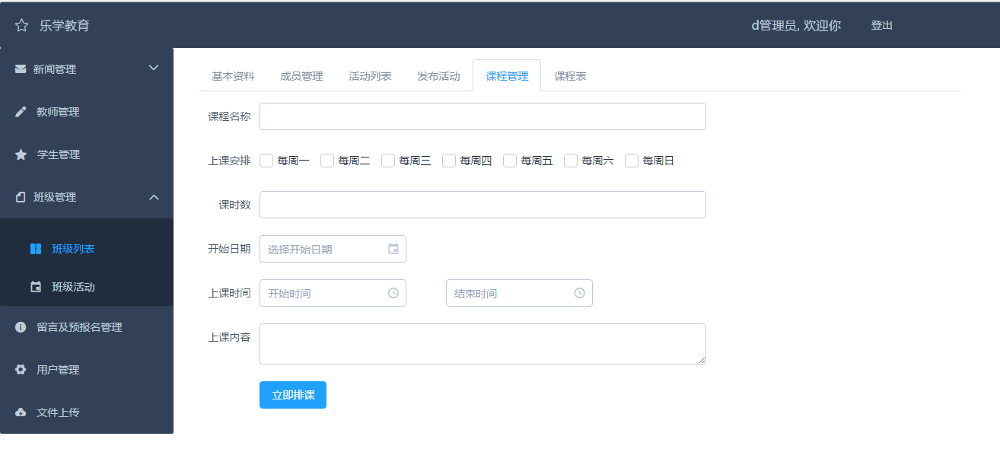 乐学教育
d管理员, 欢迎你
登出
新闻管理
教师管理
学生管理
班级管理
班级列表
班级活动
留言及预报名管理
用户管理
文件上传
基本资料 成员管理 活动列表 发布活动 课程管理 课程表
课程名称
上课安排 每周一 每周二 每周三 每周四 每周五 每周六 每周日
课时数
开始日期 选择开始日期
上课时间 开始时间 结束时间
上课内容
立即排课